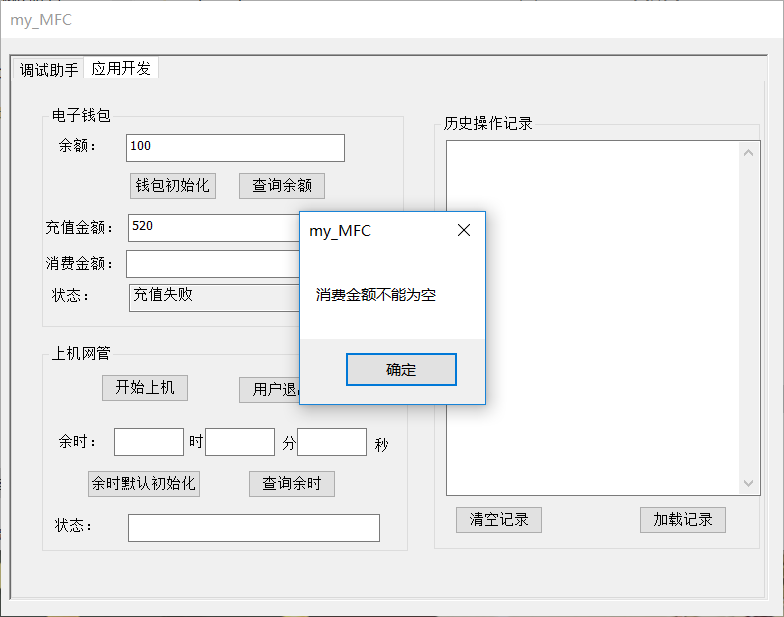 my_MFC
调试助手 应用开发
电子钱包
余额： 100
钱包初始化 查询余额
充值金额： 520
消费金额：
状态： 充值失败
上机网管
开始上机 用户退
余时： 时 分 秒
余时默认初始化 查询余时
状态：
历史操作记录
清空记录 加载记录
my_MFC
消费金额不能为空
确定